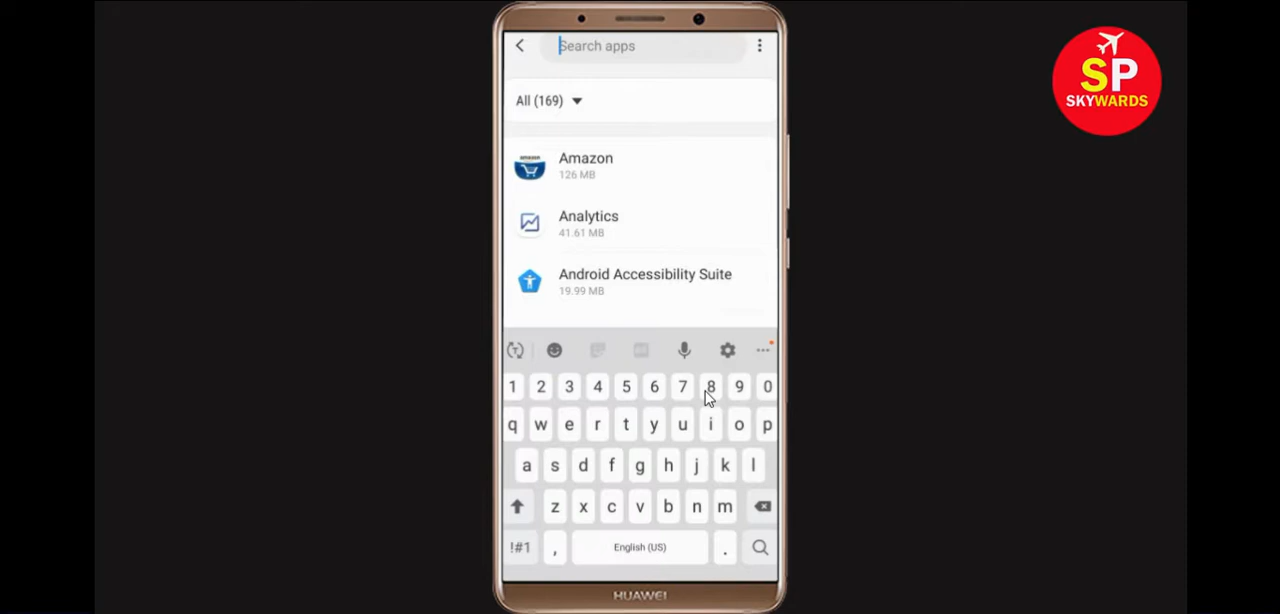 Search apps
SP
SKYWARDS
All (169)
Amazon
126 MB
Analytics
41.61 MB
Android Accessibility Suite
19.99 MB
1 2 3 4 5 6 7 8 9 0
q w e r t y u i o p
a s d f g h j k l
z x c v b n m
!#1 , English (US) .
HUAWEI